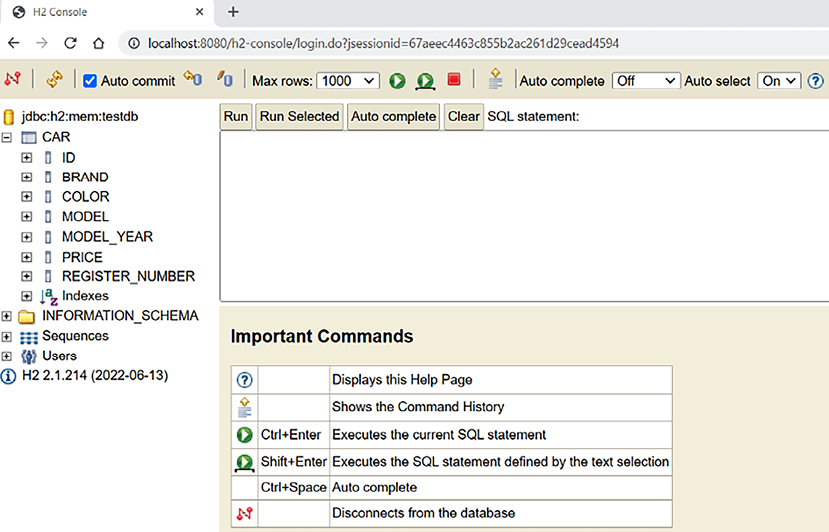 H2 Console
localhost:8080/h2-console/login.do?jsessionid=67aeec4463c855b2ac261d29cead4594
Auto commit Max rows: 1000 Auto complete Off Auto select On
jdbc:h2:mem:testdb
CAR
ID
BRAND
COLOR
MODEL
MODEL_YEAR
PRICE
REGISTER_NUMBER
Indexes
INFORMATION_SCHEMA
Sequences
Users
H2 2.1.214 (2022-06-13)
Run Run Selected Auto complete Clear SQL statement:
Important Commands
Displays this Help Page
Shows the Command History
Ctrl+Enter Executes the current SQL statement
Shift+Enter Executes the SQL statement defined by the text selection
Ctrl+Space Auto complete
Disconnects from the database